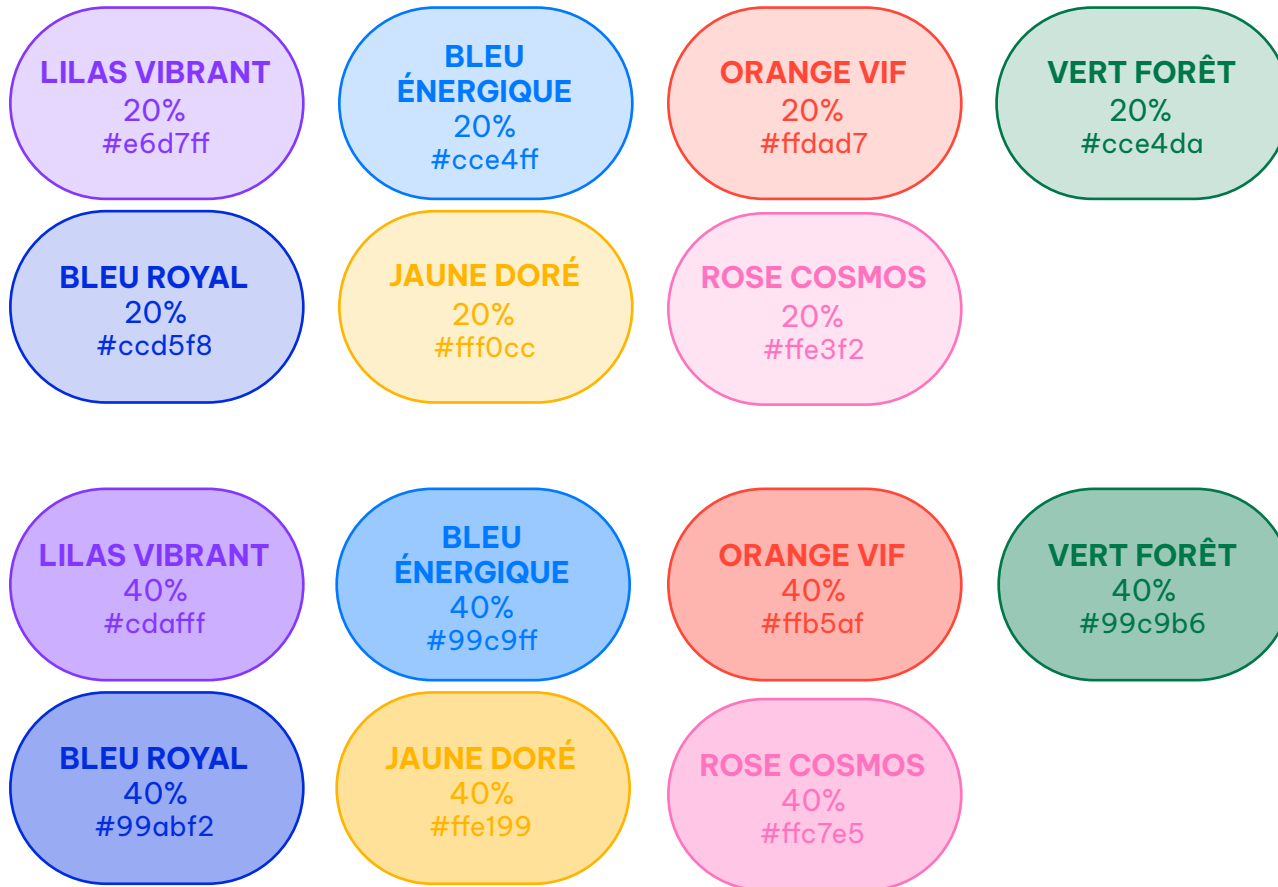 LILAS VIBRANT
20%
#e6d7ff
BLEU
ÉNERGIQUE
20%
#cce4ff
ORANGE VIF
20%
#ffdad7
VERT FORÊT
20%
#cce4da
BLEU ROYAL
20%
#ccd5f8
JAUNE DORÉ
20%
#fff0cc
ROSE COSMOS
20%
#ffe3f2
LILAS VIBRANT
40%
#cdafff
BLEU
ÉNERGIQUE
40%
#99c9ff
ORANGE VIF
40%
#ffb5af
VERT FORÊT
40%
#99c9b6
BLEU ROYAL
40%
#99abf2
JAUNE DORÉ
40%
#ffe199
ROSE COSMOS
40%
#ffc7e5